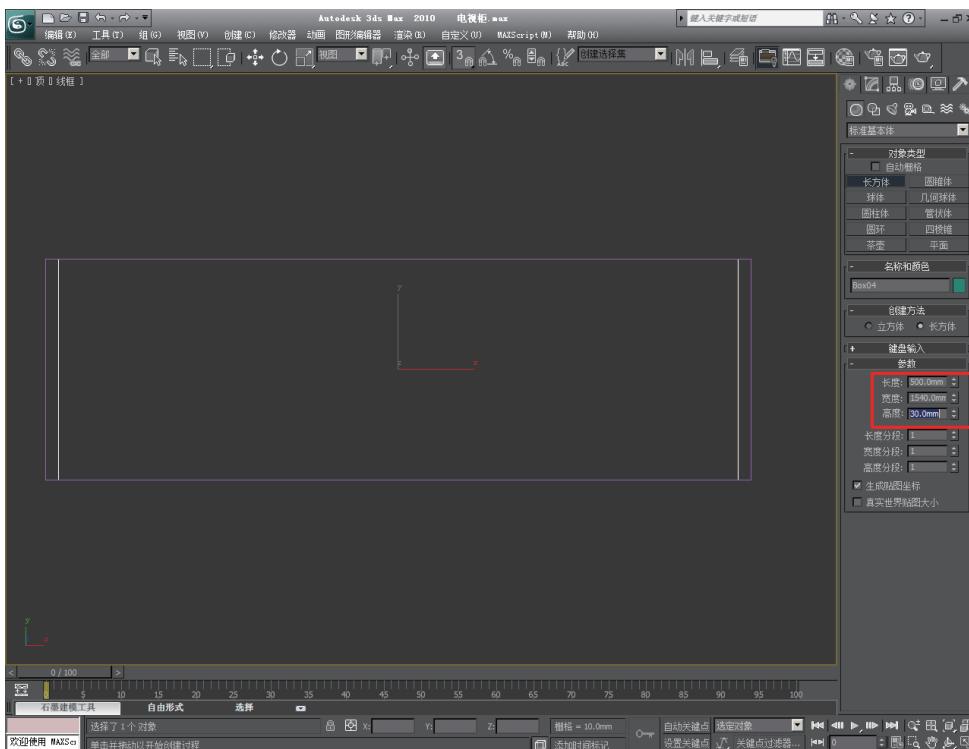 Autodesk 3ds Max 2010 电视柜.max
键入关键字或短语
编辑(E) 工具(T) 组(G) 视图(V) 创建(C) 修改器 动画 图形编辑器 渲染(R) 自定义(U) MAXScript(M) 帮助(H)
全部 视图 3 创建选择集
[ + 0 顶 0 线框 ]
标准基本体
对象类型
自动栅格
长方体 圆锥体
球体 几何球体
圆柱体 管状体
圆环 四棱锥
茶壶 平面
名称和颜色
Box04
创建方法
立方体 长方体
键盘输入
参数
长度: 500.0mm
宽度: 1540.0mm
高度: 30.0mm
长度分段: 1
宽度分段: 1
高度分段: 1
生成贴图坐标
真实世界贴图大小
y
x
z
y
x
0 / 100
0 5 10 15 20 25 30 35 40 45 50 55 60 65 70 75 80 85 90 95 100
石墨建模工具 自由形式 选择
选择了 1 个对象 X: Y: Z: 栅格 = 10.0mm 自动关键点 选定对象
欢迎使用 MAXSc 单击并拖动以开始创建过程 添加时间标记 设置关键点 关键点过滤器... 0